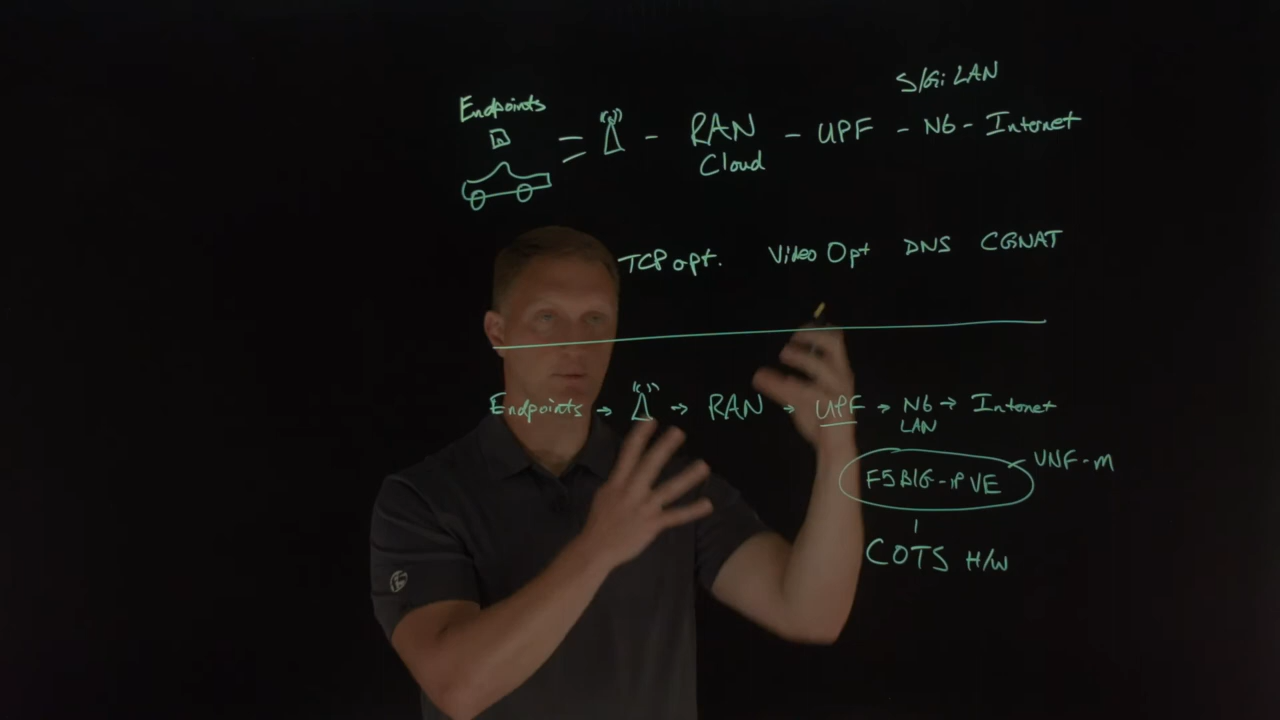 S/Gi LAN
Endpoints
RAN - UPF - N6 - Internet
Cloud
TCP opt. Video Opt DNS CGNAT
Endpoints → RAN → UPF → N6 → Internet
LAN
F5 BIG-IP VE
VNF-M
COTS H/W